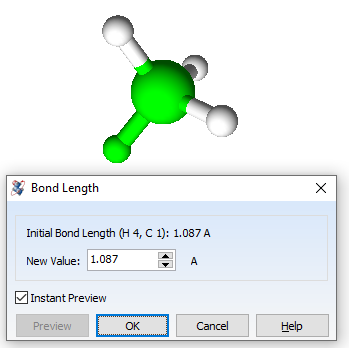 Bond Length
Initial Bond Length (H 4, C 1): 1.087 A
New Value: 1.087 A
Instant Preview
Preview OK Cancel Help